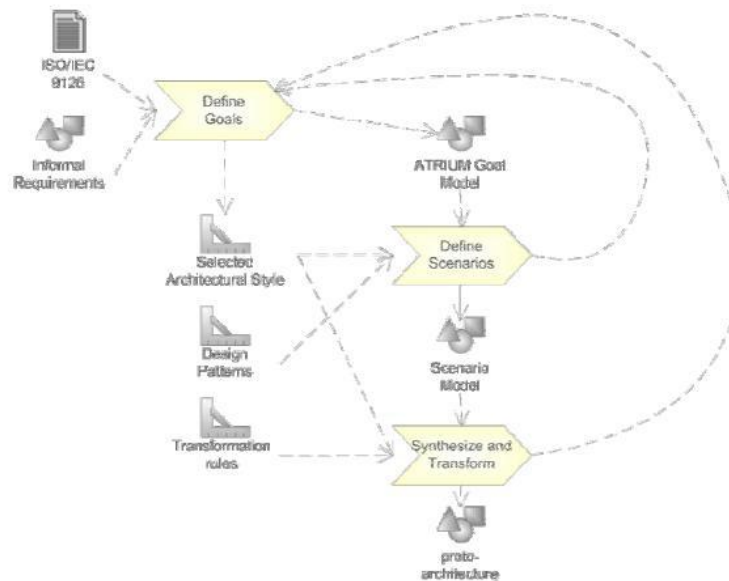 ISO/IEC
9126
Define
Goals
Informal
Requirements
ATRIUM Goal
Model
Define
Scenarios
Selected
Architectural Style
Design
Patterns
Scenario
Model
Transformation
rules
Synthesize and
Transform
proto-
architecture